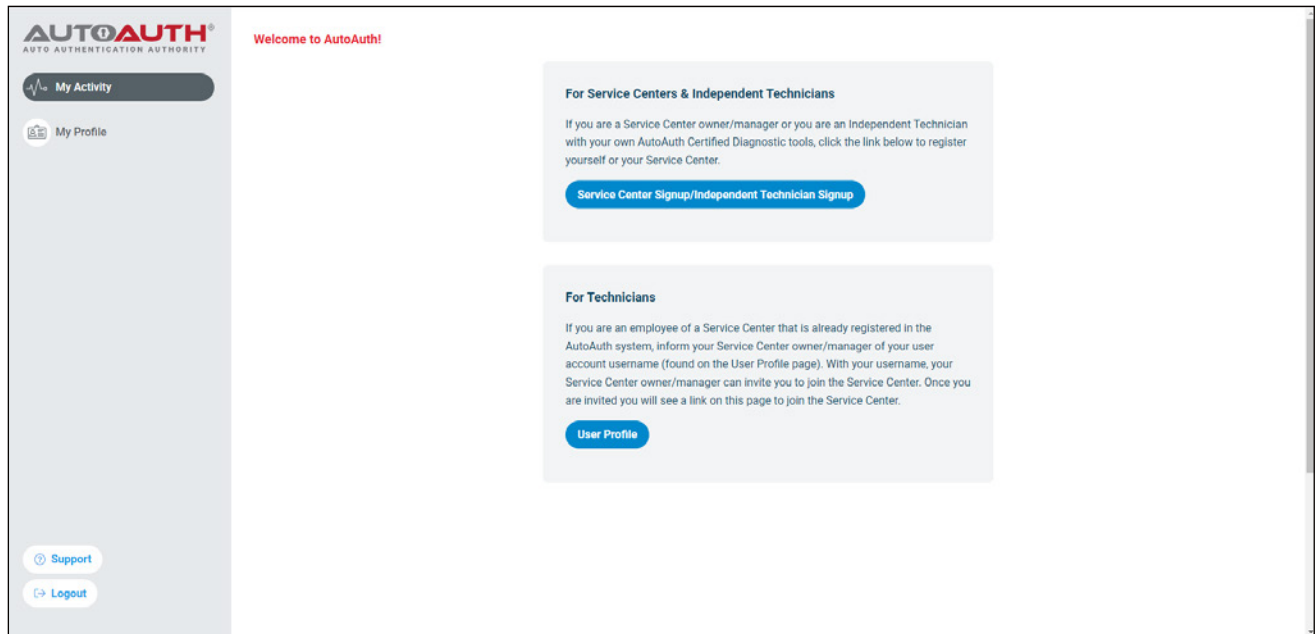 AUTOAUTH®
AUTO AUTHENTICATION AUTHORITY
My Activity
My Profile
Support
Logout
Welcome to AutoAuth!
For Service Centers & Independent Technicians
If you are a Service Center owner/manager or you are an Independent Technician
with your own AutoAuth Certified Diagnostic tools, click the link below to register
yourself or your Service Center.
Service Center Signup/Independent Technician Signup
For Technicians
If you are an employee of a Service Center that is already registered in the
AutoAuth system, inform your Service Center owner/manager of your user
account username (found on the User Profile page). With your username, your
Service Center owner/manager can invite you to join the Service Center. Once you
are invited you will see a link on this page to join the Service Center.
User Profile